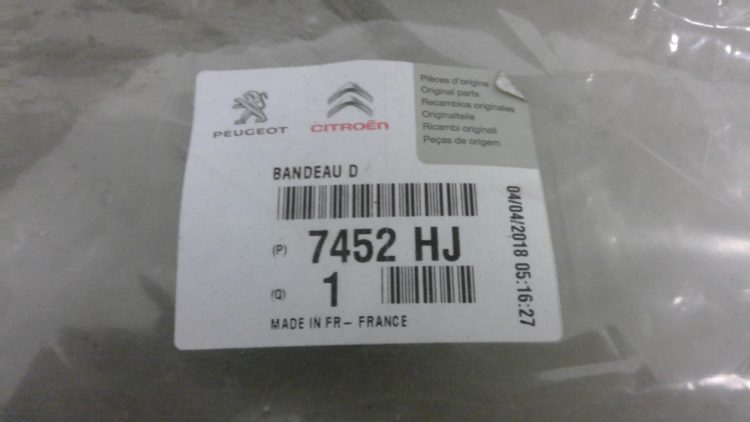 PEUGEOT
CITROËN
Pièces d'origine
Original parts
Recambios originales
Originalteile
Ricambi originali
Peças de origem
BANDEAU D
(P) 7452 HJ
(Q) 1
MADE IN FR- FRANCE
04/04/2018 05:16:27